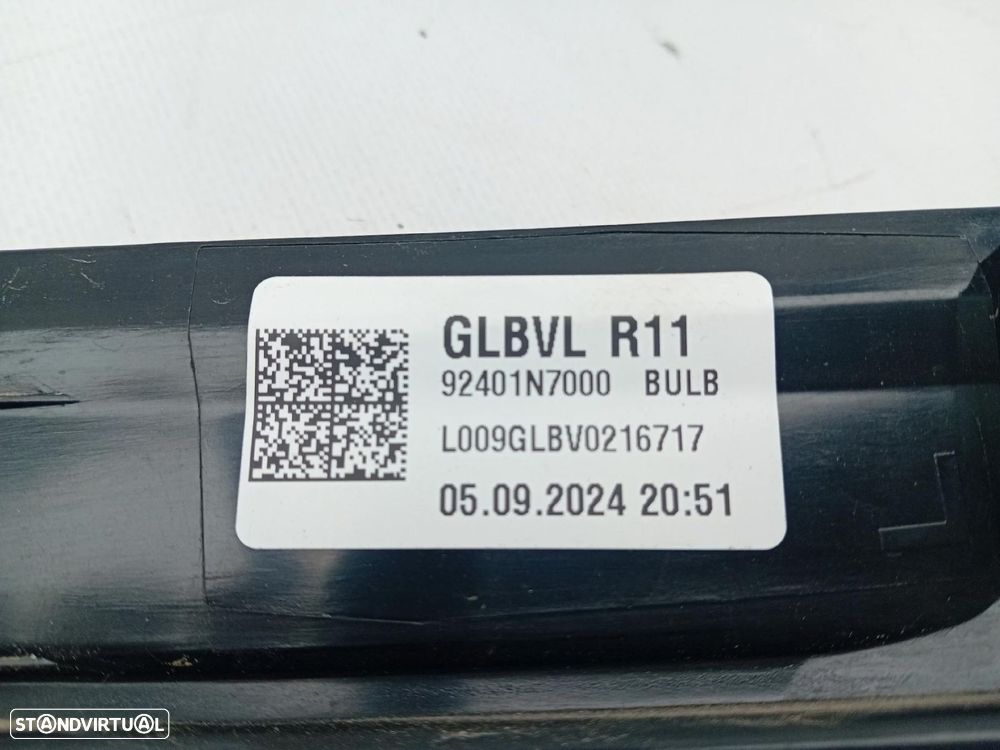 GLBVL R11
92401N7000 BULB
L009GLBV0216717
05.09.2024 20:51
L
STANDVIRTUAL